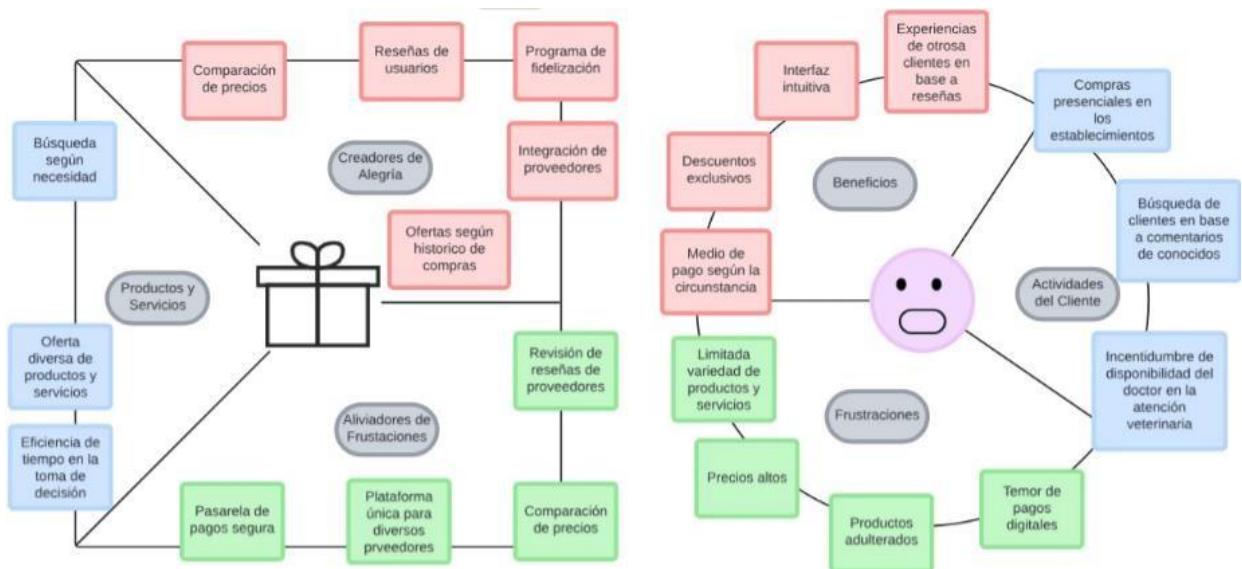 Comparación
de precios
Reseñas de
usuarios
Programa de
fidelización
Búsqueda
según
necesidad
Creadores de
Alegría
Integración de
proveedores
Ofertas según
historico de
compras
Productos y
Servicios
Oferta
diversa de
productos y
servicios
Revisión de
reseñas de
proveedores
Aliviadores de
Frustaciones
Eficiencia de
tiempo en la
toma de
decisión
Pasarela de
pagos segura
Plataforma
única para
diversos
prveedores
Comparación
de precios
Experiencias
de otrosa
clientes en
base a
reseñas
Interfaz
intuitiva
Compras
presenciales en
los
establecimientos
Descuentos
exclusivos
Beneficios
Búsqueda de
clientes en base
a comentarios
de conocidos
Medio de
pago según la
circunstancia
Actividades
del Cliente
Limitada
variedad de
productos y
servicios
Incentidumbre de
disponibilidad del
doctor en la
atención
veterinaria
Frustraciones
Precios altos
Productos
adulterados
Temor de
pagos
digitales